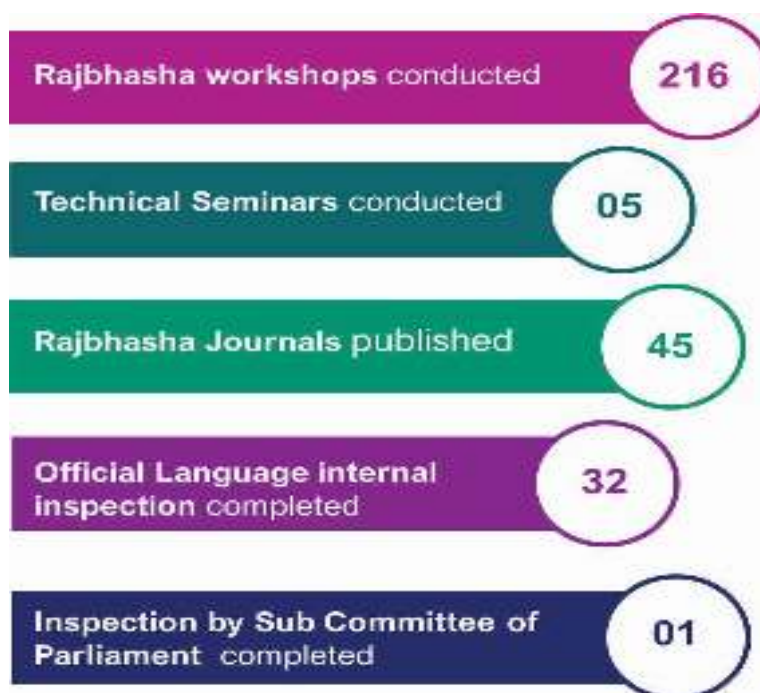 Rajbhasha workshops conducted 216
Technical Seminars conducted 05
Rajbhasha Journals published 45
Official Language internal
inspection completed 32
Inspection by Sub Committee of
Parliament completed 01